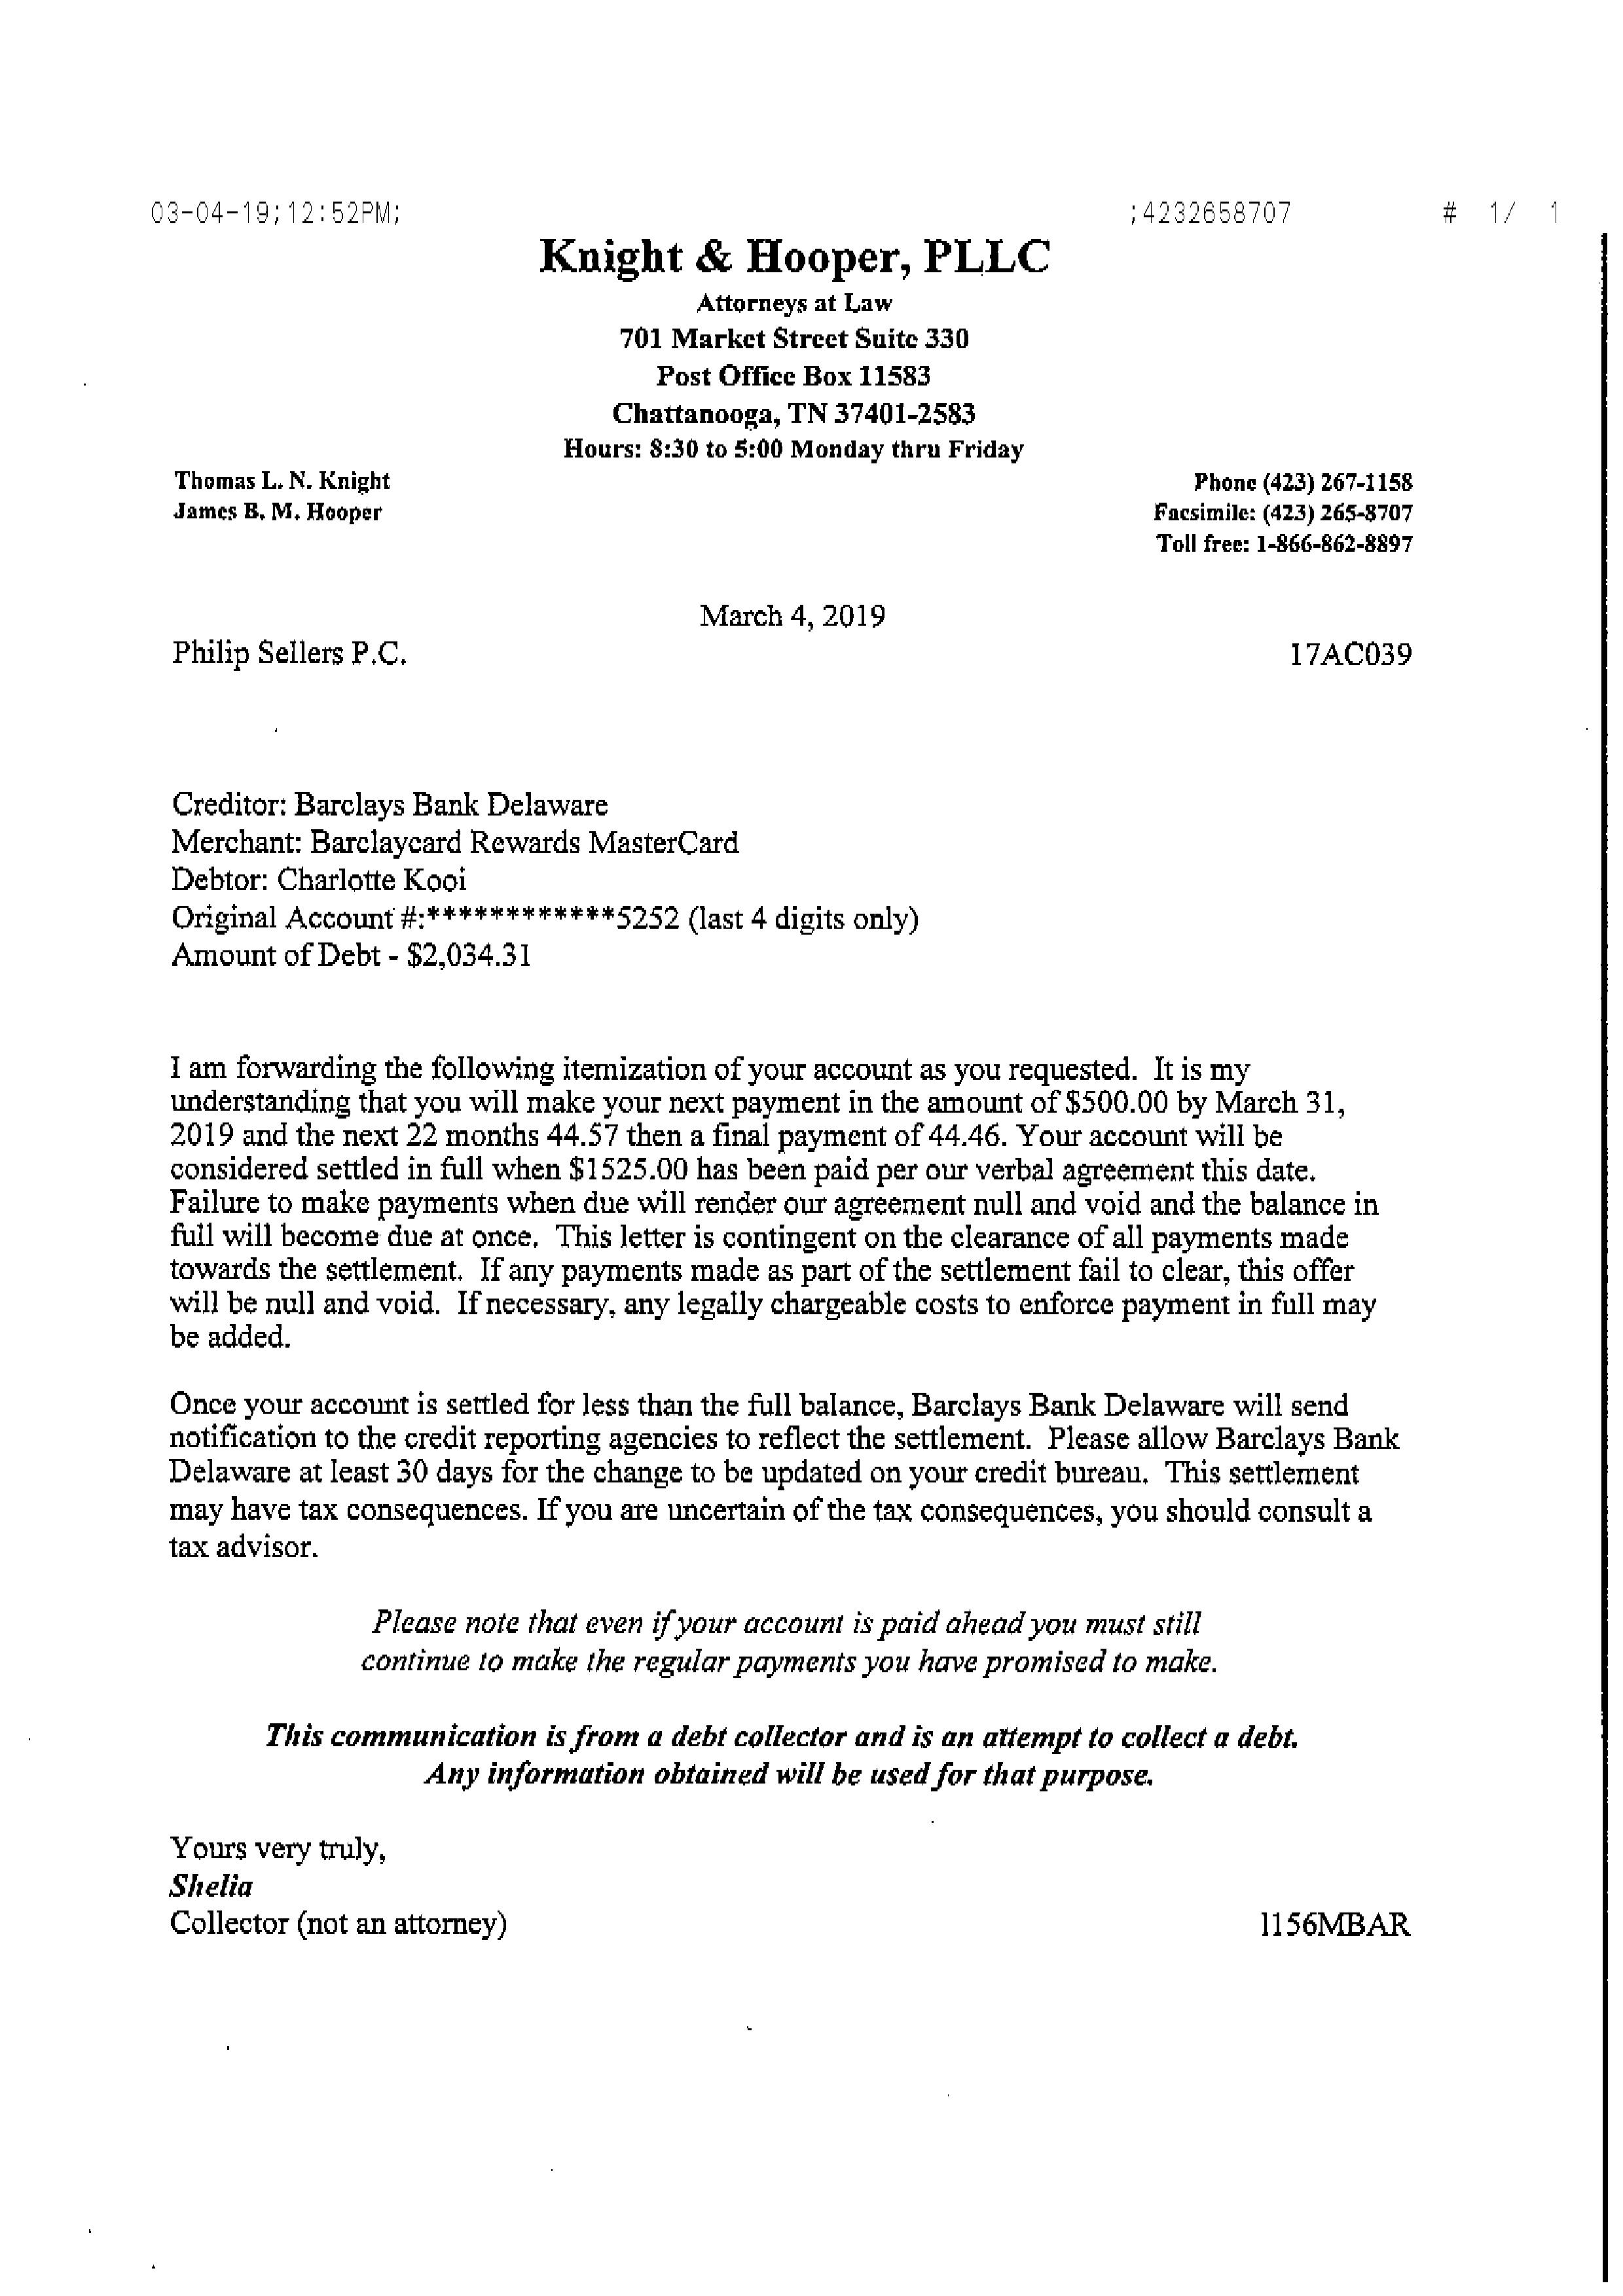 03-04-19;12:52PM; ;4232658707 # 1/ 1
Knight & Hooper, PLLC
Attorneys at Law
701 Market Street Suite 330
Post Office Box 11583
Chattanooga, TN 37401-2583
Hours: 8:30 to 5:00 Monday thru Friday
Thomas L. N. Knight Phone (423) 267-1158
James B. M. Hooper Facsimile: (423) 265-8707
Toll free: 1-866-862-8897
March 4, 2019
Philip Sellers P.C. 17AC039
Creditor: Barclays Bank Delaware
Merchant: Barclaycard Rewards MasterCard
Debtor: Charlotte Kooi
Original Account #:************5252 (last 4 digits only)
Amount of Debt - $2,034.31
I am forwarding the following itemization of your account as you requested. It is my
understanding that you will make your next payment in the amount of $500.00 by March 31,
2019 and the next 22 months 44.57 then a final payment of 44.46. Your account will be
considered settled in full when $1525.00 has been paid per our verbal agreement this date.
Failure to make payments when due will render our agreement null and void and the balance in
full will become due at once. This letter is contingent on the clearance of all payments made
towards the settlement. If any payments made as part of the settlement fail to clear, this offer
will be null and void. If necessary, any legally chargeable costs to enforce payment in full may
be added.
Once your account is settled for less than the full balance, Barclays Bank Delaware will send
notification to the credit reporting agencies to reflect the settlement. Please allow Barclays Bank
Delaware at least 30 days for the change to be updated on your credit bureau. This settlement
may have tax consequences. If you are uncertain of the tax consequences, you should consult a
tax advisor.
Please note that even if your account is paid ahead you must still
continue to make the regular payments you have promised to make.
This communication is from a debt collector and is an attempt to collect a debt.
Any information obtained will be used for that purpose.
Yours very truly,
Shelia
Collector (not an attorney) 1156MBAR